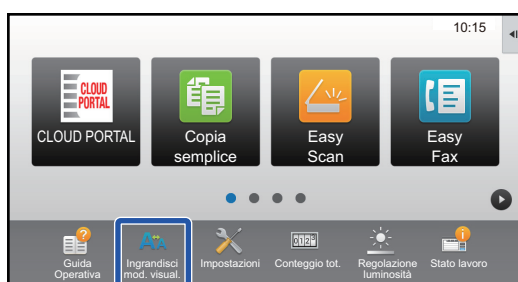 10:15
CLOUD
PORTAL
CLOUD PORTAL
Copia
semplice
Easy
Scan
Easy
Fax
Guida
Operativa
AA
Ingrandisci
mod. visual.
Impostazioni
Conteggio tot.
Regolazione
luminosità
Stato lavoro